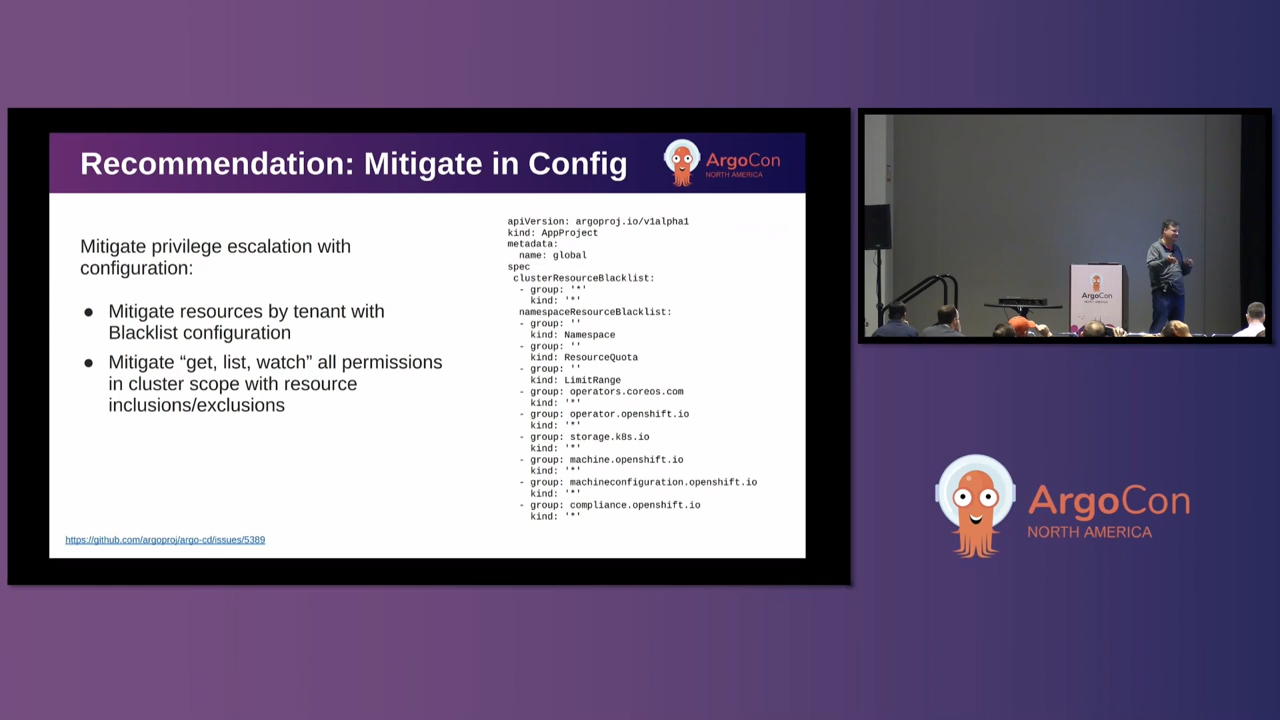 Recommendation: Mitigate in Config
ArgoCon
NORTH AMERICA
Mitigate privilege escalation with
configuration:
● Mitigate resources by tenant with
Blacklist configuration
● Mitigate “get, list, watch” all permissions
in cluster scope with resource
inclusions/exclusions
apiVersion: argoproj.io/v1alpha1
kind: AppProject
metadata:
  name: global
spec
 clusterResourceBlacklist:
  - group: '*'
    kind: '*'
  namespaceResourceBlacklist:
  - group: ''
    kind: Namespace
  - group: ''
    kind: ResourceQuota
  - group: ''
    kind: LimitRange
  - group: operators.coreos.com
    kind: '*'
  - group: operator.openshift.io
    kind: '*'
  - group: storage.k8s.io
    kind: '*'
  - group: machine.openshift.io
    kind: '*'
  - group: machineconfiguration.openshift.io
    kind: '*'
  - group: compliance.openshift.io
    kind: '*'
https://github.com/argoproj/argo-cd/issues/5389
ArgoCon
ArgoCon
NORTH AMERICA